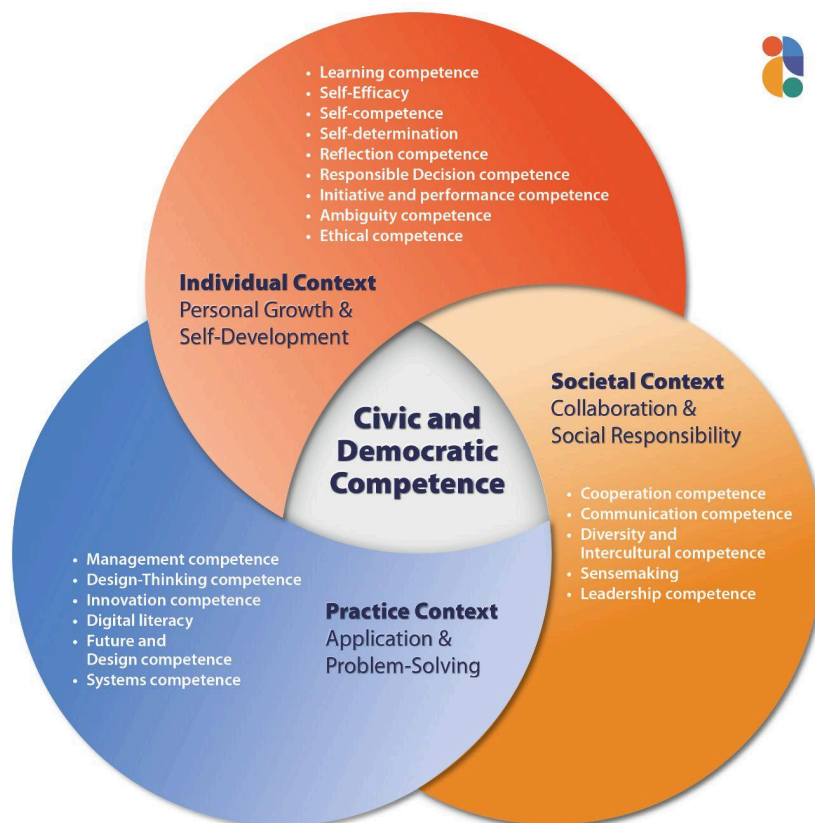 • Learning competence
• Self-Efficacy
• Self-competence
• Self-determination
• Reflection competence
• Responsible Decision competence
• Initiative and performance competence
• Ambiguity competence
• Ethical competence
Individual Context
Personal Growth &
Self-Development
Civic and
Democratic
Competence
Societal Context
Collaboration &
Social Responsibility
• Cooperation competence
• Communication competence
• Diversity and
Intercultural competence
• Sensemaking
• Leadership competence
• Management competence
• Design-Thinking competence
• Innovation competence
• Digital literacy
• Future and
Design competence
• Systems competence
Practice Context
Application &
Problem-Solving